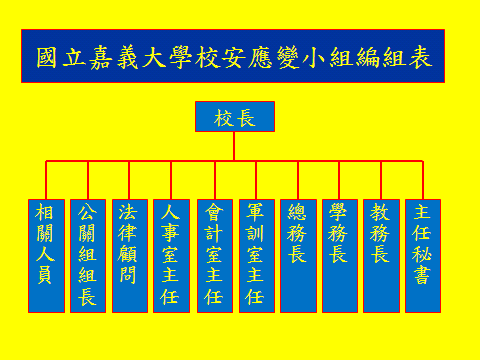 國立嘉義大學校安應變小組編組表
校長
相關人員
公關組組長
法律顧問
人事室主任
會計室主任
軍訓室主任
總務長
學務長
教務長
主任秘書